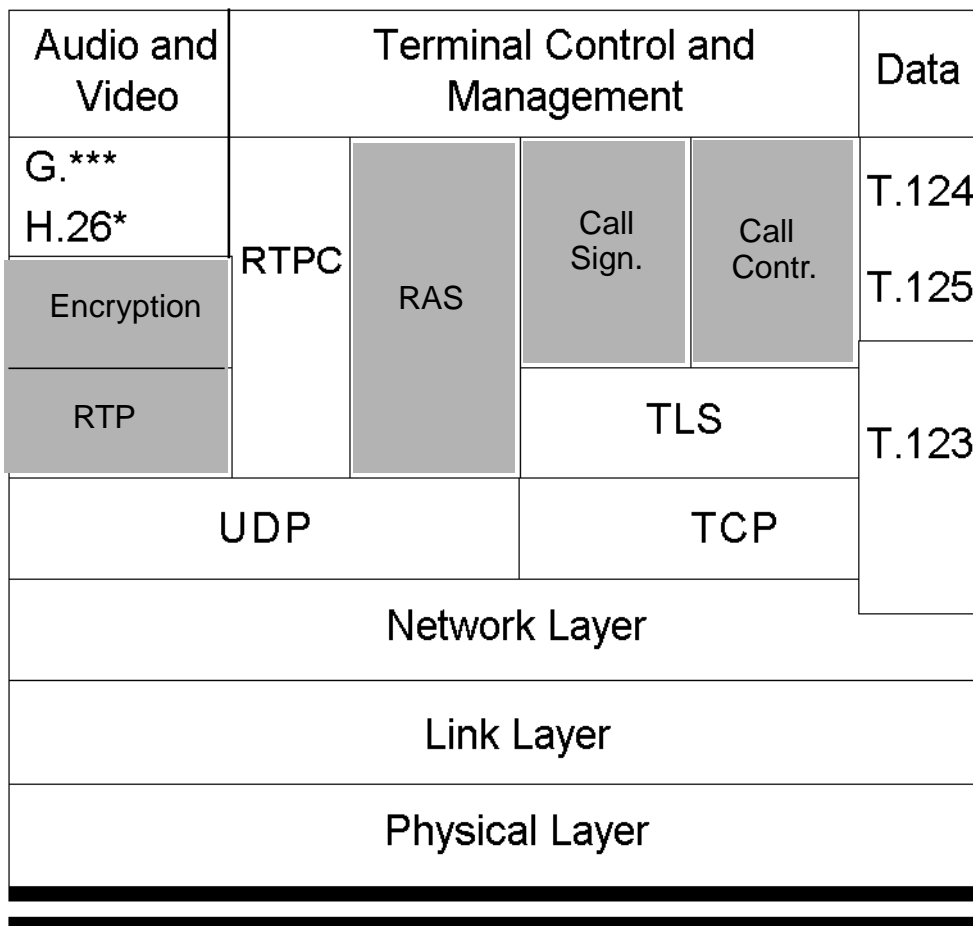 Audio and
Video
Terminal Control and
Management
Data
G.***
H.26*
Encryption
RTP
RTPC
RAS
Call
Sign.
Call
Contr.
TLS
T.124
T.125
T.123
UDP
TCP
Network Layer
Link Layer
Physical Layer